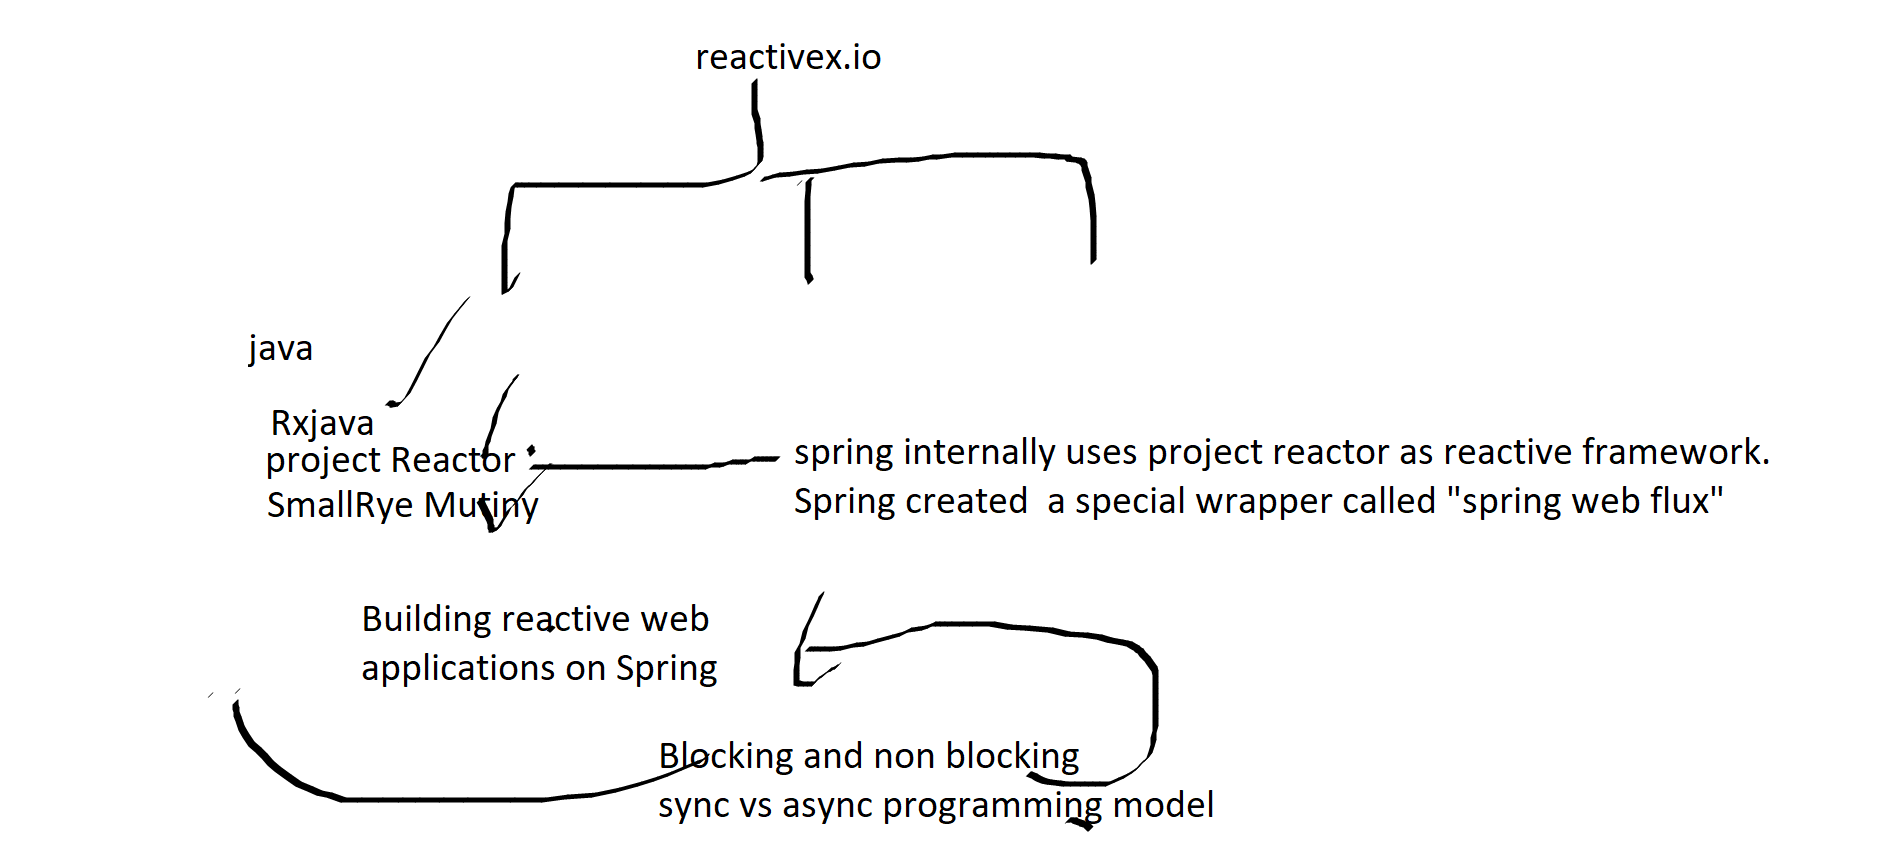 reactivex.io
java
Rxjava
project Reactor
SmallRye Mutiny
spring internally uses project reactor as reactive framework.
Spring created  a special wrapper called "spring web flux"
Building reactive web
applications on Spring
Blocking and non blocking
sync vs async programming model